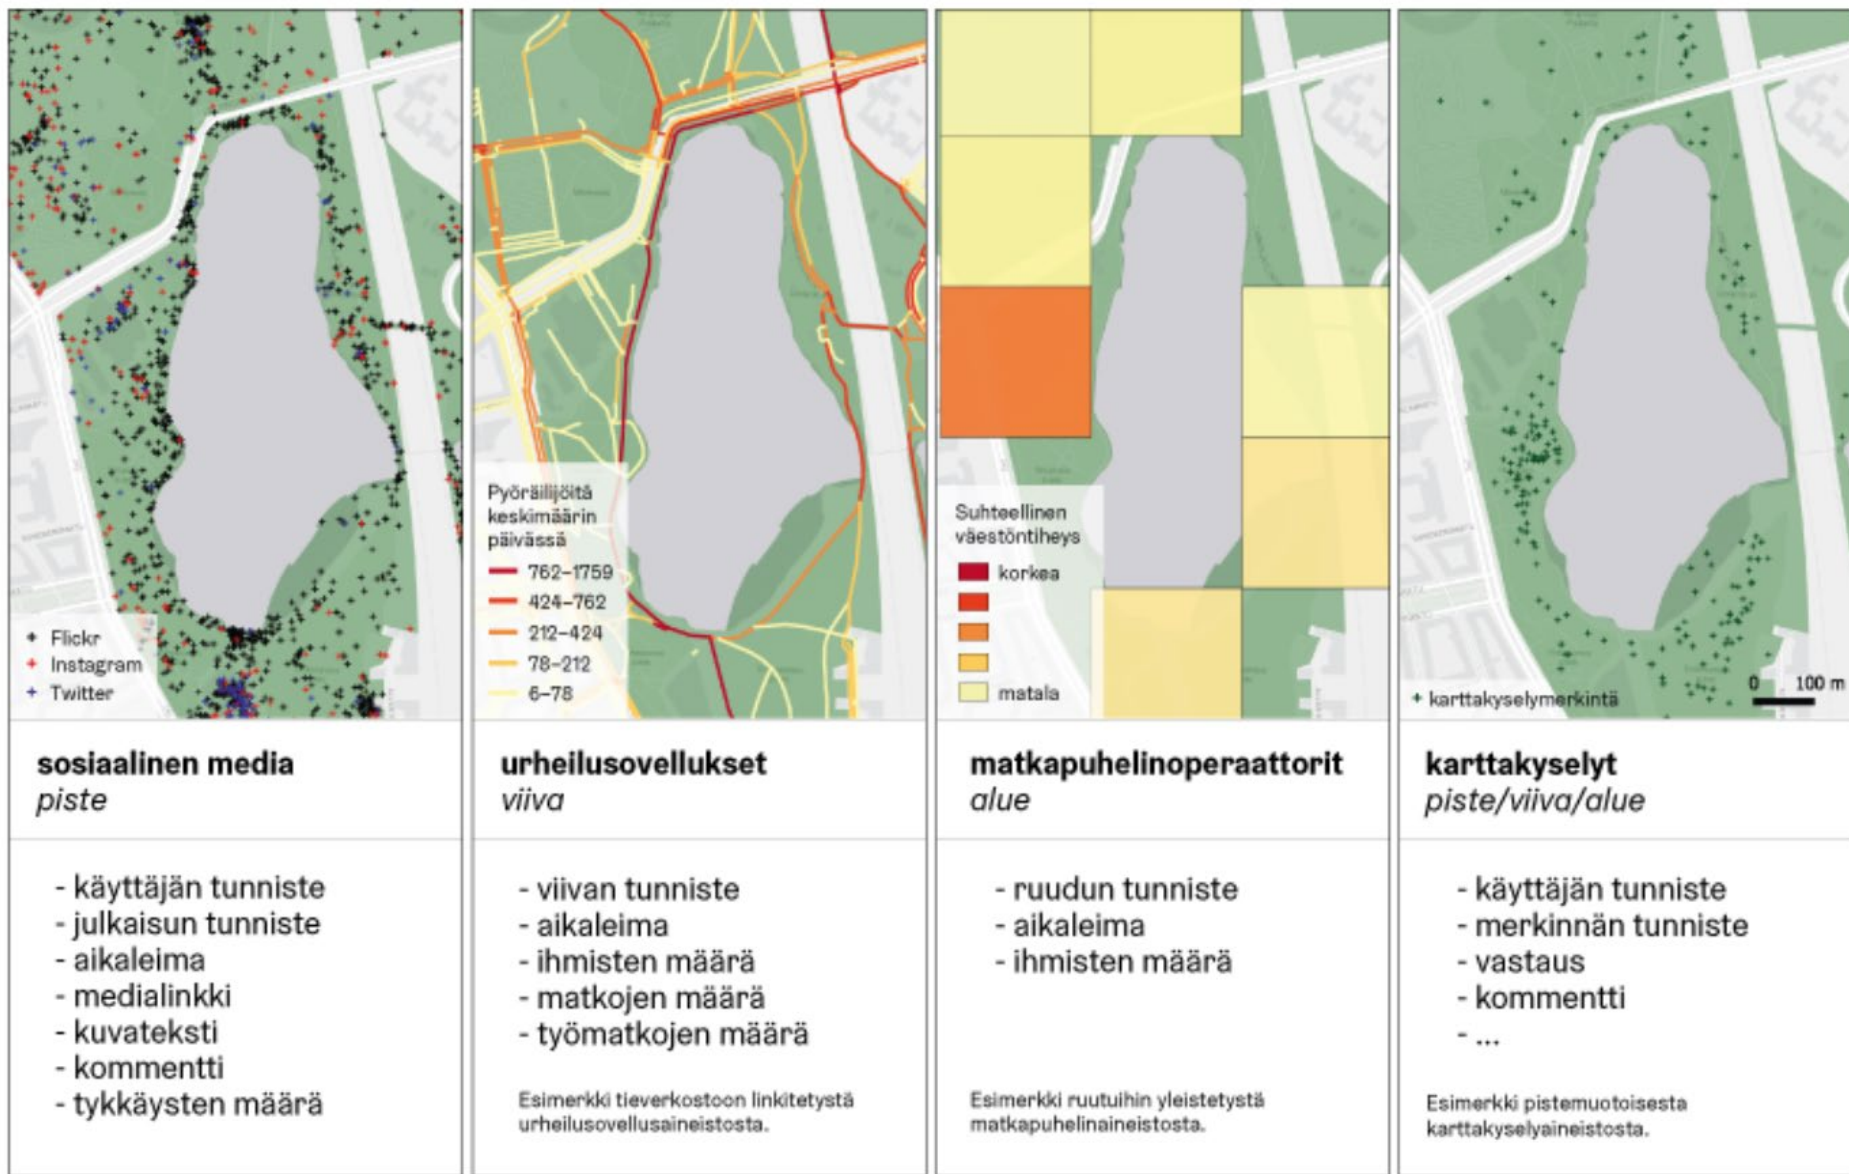 Flickr
Instagram
Twitter
sosiaalinen media
piste
- käyttäjän tunniste
- julkaisun tunniste
- aikaleima
- medialinkki
- kuvateksti
- kommentti
- tykkäysten määrä
Pyöräilijöitä
keskimäärin
päivässä
762–1759
424–762
212–424
78–212
6–78
urheilusovellukset
viiva
- viivan tunniste
- aikaleima
- ihmisten määrä
- matkojen määrä
- työmatkojen määrä
Esimerkki tieverkostoon linkitetystä
urheilusovellusaineistosta.
Suhteellinen
väestöntiheys
korkea
matala
matkapuhelinoperaattorit
alue
- ruudun tunniste
- aikaleima
- ihmisten määrä
Esimerkki ruutuihin yleistetystä
matkapuhelinaineistosta.
karttakyselymerkintä
0 100 m
karttakyselyt
piste/viiva/alue
- käyttäjän tunniste
- merkinnän tunniste
- vastaus
- kommentti
- ...
Esimerkki pistemuotoisesta
karttakyselyaineistosta.